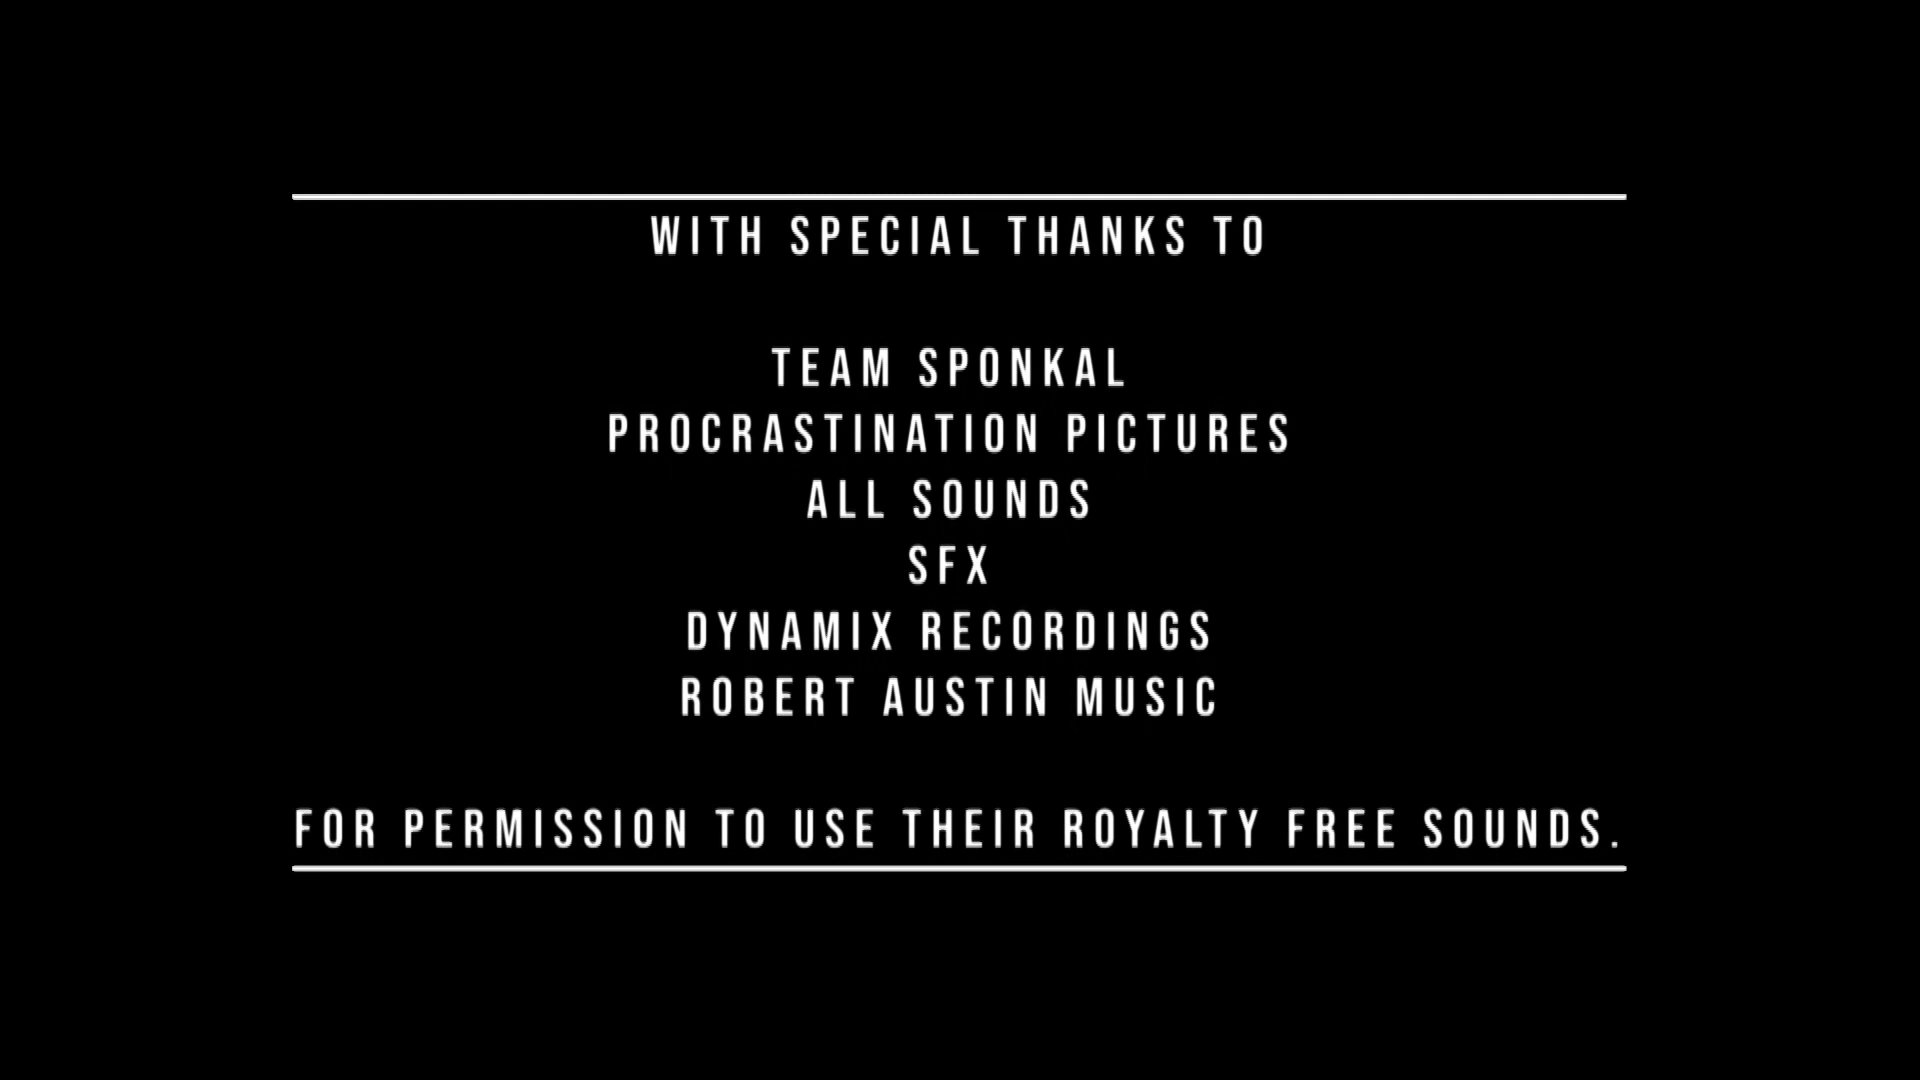 WITH SPECIAL THANKS TO
TEAM SPONKAL
PROCRASTINATION PICTURES
ALL SOUNDS
SFX
DYNAMIX RECORDINGS
ROBERT AUSTIN MUSIC
FOR PERMISSION TO USE THEIR ROYALTY FREE SOUNDS.